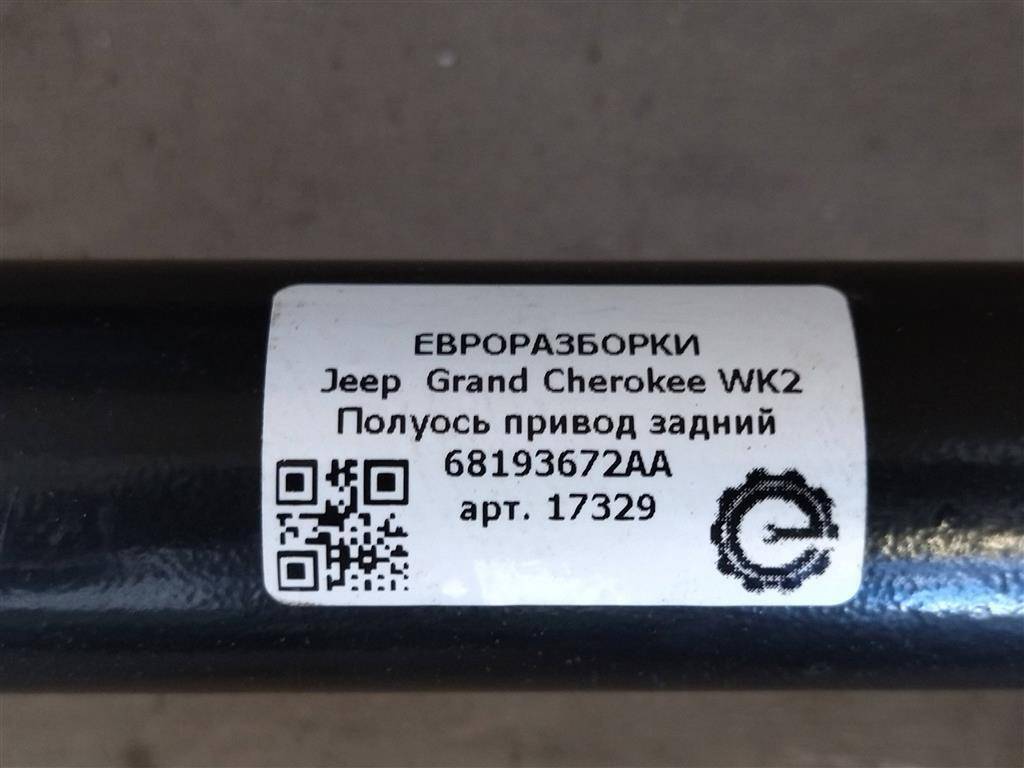 ЕВРОРАЗБОРКИ
Jeep Grand Cherokee WK2
Полуось привод задний
68193672AA
арт. 17329